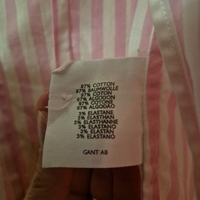 97% COTTON
97% BAUMWOLLE
97% COTON
97% ALGODON
97% COTONE
97% ALGODÃO
3% ELASTANE
3% ELASTHAN
3% ELASTHANNE
3% ELASTANO
3% ELASTAN
3% ELASTANO
GANT AB